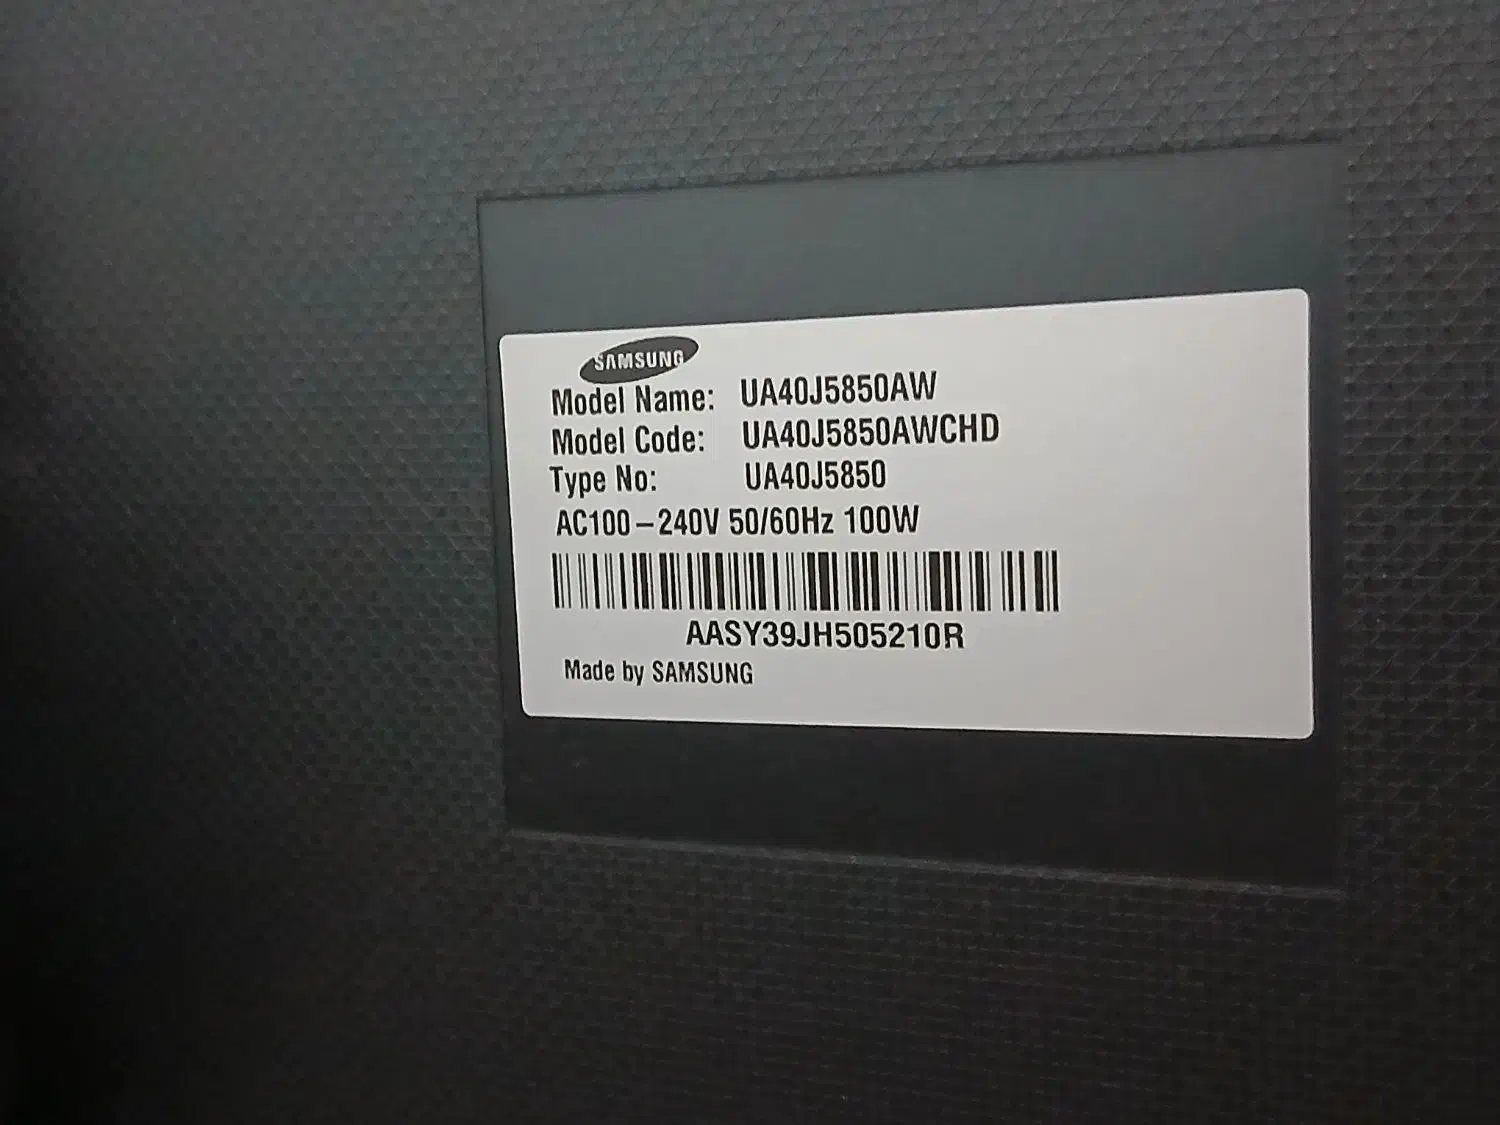 SAMSUNG
Model Name: UA40J5850AW
Model Code: UA40J5850AWCHD
Type No: UA40J5850
AC100-240V 50/60Hz 100W
AASY39JH505210R
Made by SAMSUNG